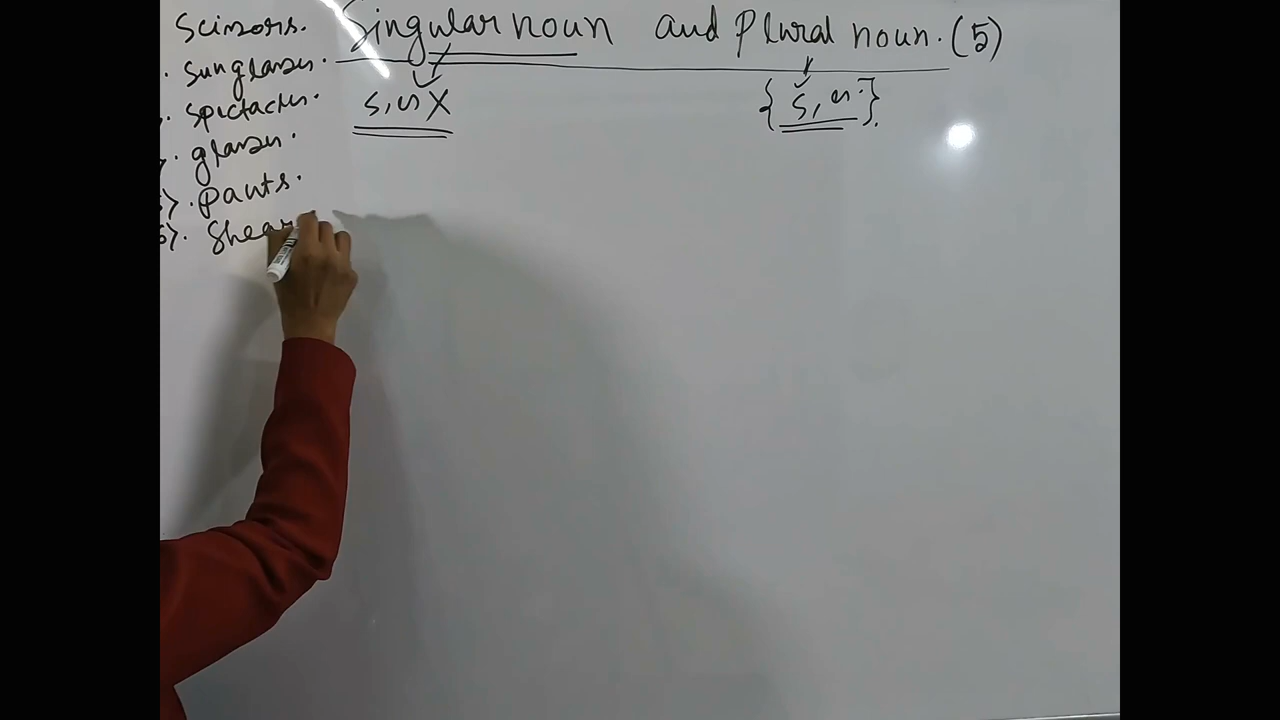 Singular noun and Plural noun. (5)
s, es X
{ s, es. }
Scissors.
. Sunglasses.
. Spectacles.
. glasses.
. Pants.
. Shear